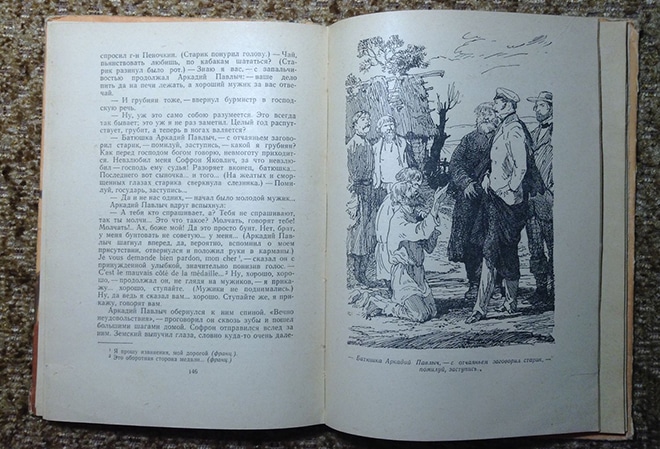 спросил г-н Пеночкин. (Старик понурил голову.) — Чай,
пьянствовать любишь, по кабакам шататься? (Ста-
рик разинул было рот.) — Знаю я вас, — с запальчи-
востью продолжал Аркадий Павлыч; — ваше дело
пить да на печи лежать, а хороший мужик за вас отве-
чай.
— И грубиян тоже, — ввернул бурмистр в господ-
скую речь.
— Ну, уж это само собою разумеется. Это всегда
так бывает; это уж я не раз заметил. Целый год распут-
ствует, грубит, а теперь в ногах валяется?
— Батюшка Аркадий Павлыч, — с отчаяньем загово-
рил старик, — помилуй, заступись, — какой я грубиян?
Как перед господом богом говорю, невмоготу приходит-
ся. Невзлюбил меня Софрон Яковлич, за что невзлю-
бил — господь ему судья! Разоряет вконец, батюшка...
Последнего вот сыночка... и того... (На желтых и смор-
щенных глазах старика сверкнула слезинка.) — Поми-
луй, государь, заступись...
— Да и не нас одних, — начал было молодой мужик...
Аркадий Павлыч вдруг вспыхнул:
— А тебя кто спрашивает, а? Тебя не спрашивают,
так ты молчи... Это что такое? Молчать, говорят тебе!
Молчать!.. Ах, боже мой! Да это просто бунт. Нет, брат,
у меня бунтовать не советую... у меня... (Аркадий Пав-
лыч шагнул вперед, да, вероятно, вспомнил о моем
присутствии, отвернулся и положил руки в карманы.)
Je vous demande bien pardon, mon cher ¹, — сказал он с
принужденной улыбкой, значительно понизив голос. —
C'est le mauvais côté de la médaille... ² Ну, хорошо, хоро-
шо, — продолжал он, не глядя на мужиков, — я прика-
жу... хорошо, ступайте. (Мужики не поднимались.)
Ну, да ведь я сказал вам... хорошо. Ступайте же, я при-
кажу, говорят вам.
Аркадий Павлыч обернулся к ним спиной. «Вечно
неудовольствия», — проговорил он сквозь зубы и пошел
большими шагами домой. Софрон отправился вслед за
ним. Земский выпучил глаза, словно куда-то очень дале-
¹ Я прошу извинения, мой дорогой (франц.).
² Это оборотная сторона медали... (франц.)
146
— Батюшка Аркадий Павлыч, — с отчаяньем заговорил старик, —
помилуй, заступись..